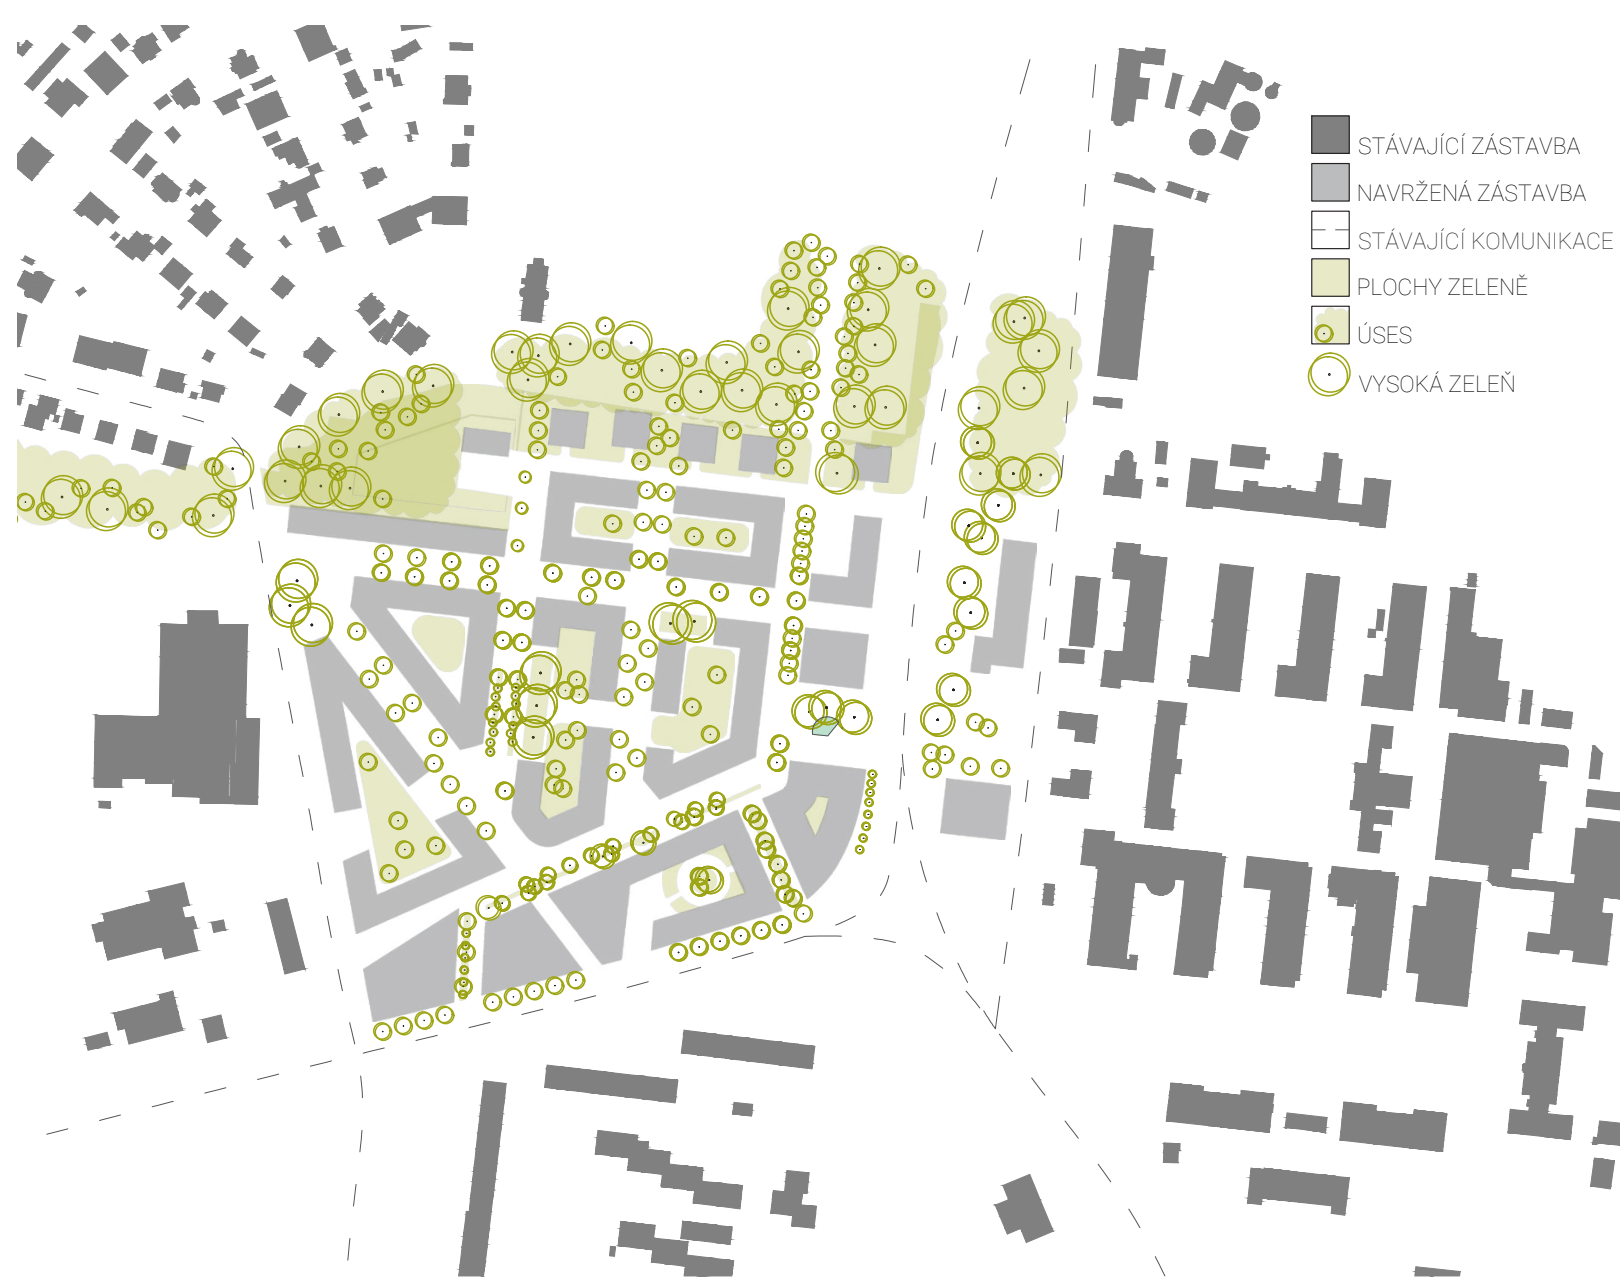 STÁVAJÍCÍ ZÁSTAVBA
NAVRŽENÁ ZÁSTAVBA
STÁVAJÍCÍ KOMUNIKACE
PLOCHY ZELENĚ
ÚSES
VYSOKÁ ZELEŇ